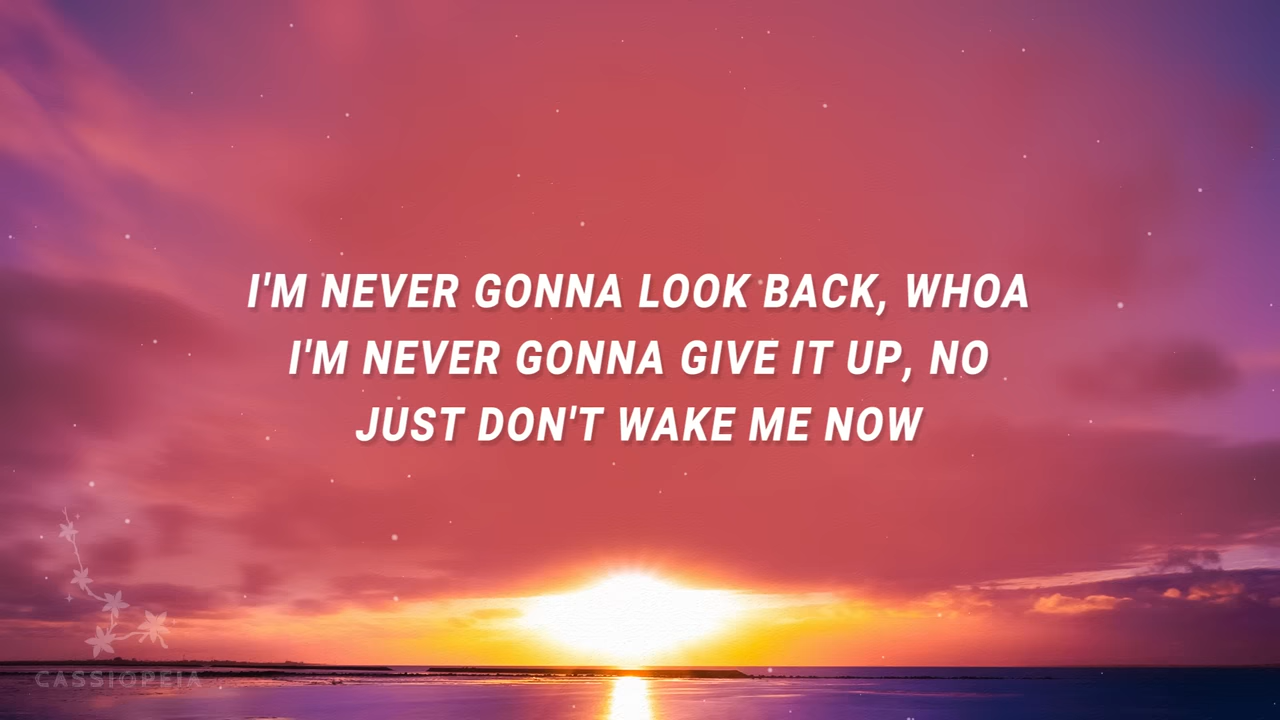 I'M NEVER GONNA LOOK BACK, WHOA
I'M NEVER GONNA GIVE IT UP, NO
JUST DON'T WAKE ME NOW
CASSIOPEIA